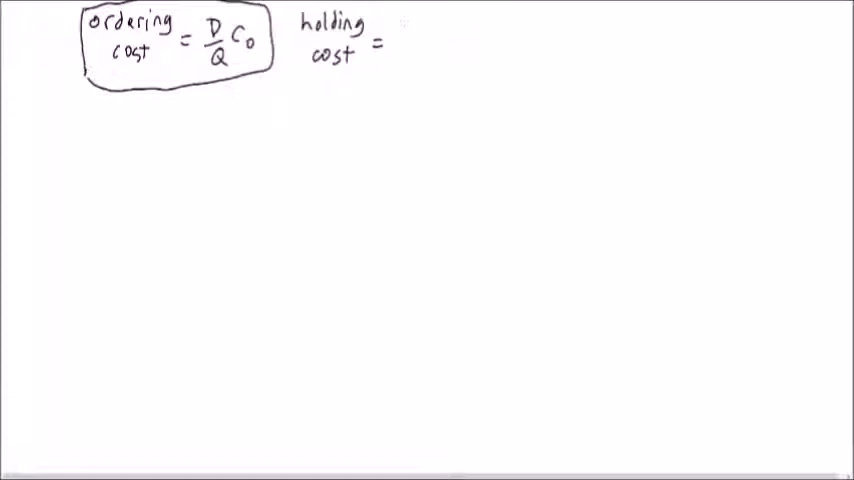 ordering cost = D/Q C₀
holding cost =